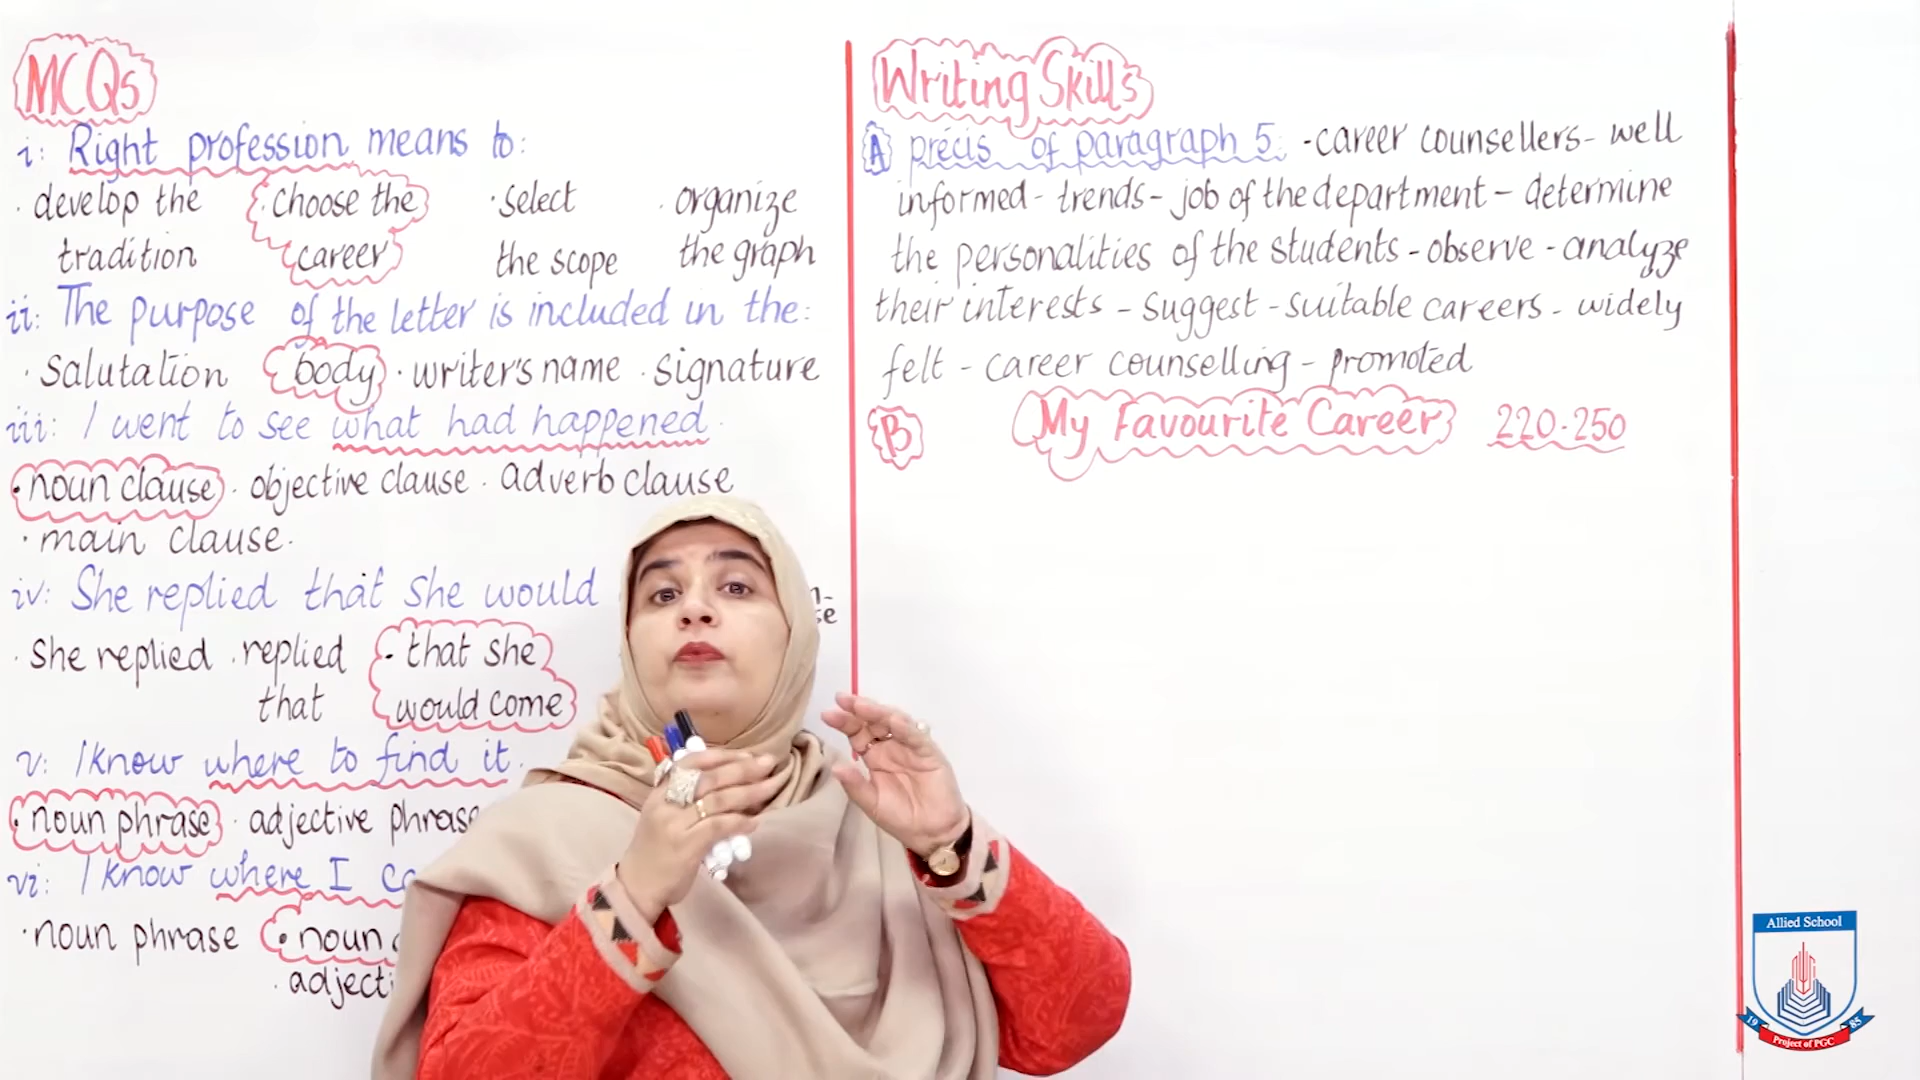 MCQs
i: Right profession means to:
· develop the tradition · choose the career · select the scope · organize the graph
ii: The purpose of the letter is included in the:
· Salutation · body · writer's name · signature
iii: I went to see what had happened.
· noun clause · objective clause · adverb clause
· main clause.
iv: She replied that she would
· She replied · replied that · that she would come
v: I know where to find it.
· noun phrase · adjective phrase
vi: I know where I
· noun phrase · noun
Writing Skills
A précis of paragraph 5: -career counsellers- well
informed - trends - job of the department - determine
the personalities of the students - observe - analyze
their interests - suggest - suitable careers - widely
felt - career counselling - promoted
B My Favourite Career 220-250
Allied School
19 85
Project of PGC